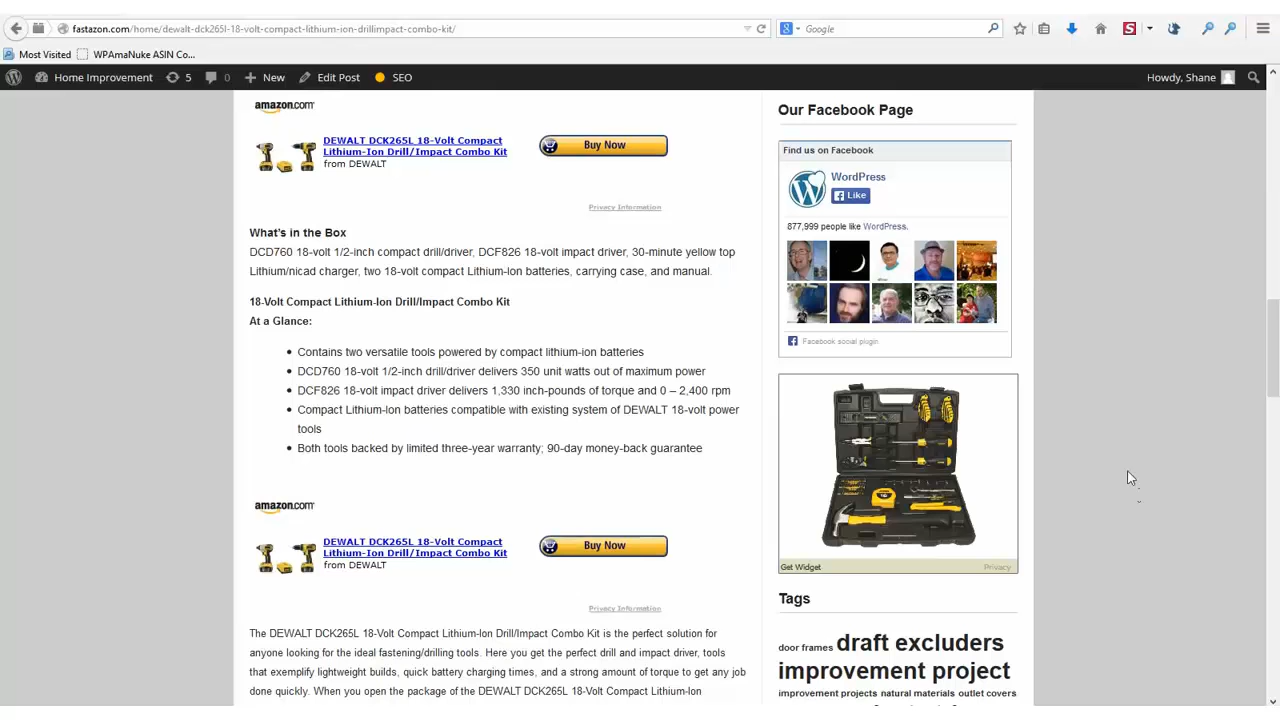 fastazon.com/home/dewalt-dck265l-18-volt-compact-lithium-ion-drillimpact-combo-kit/
Google
Most Visited
WPAmaNuke ASIN Co...
Home Improvement
5
0
New
Edit Post
SEO
Howdy, Shane
amazon.com
DEWALT DCK265L 18-Volt Compact
Lithium-Ion Drill/Impact Combo Kit
from DEWALT
Buy Now
Privacy Information
What's in the Box
DCD760 18-volt 1/2-inch compact drill/driver, DCF826 18-volt impact driver, 30-minute yellow top
Lithium/nicad charger, two 18-volt compact Lithium-Ion batteries, carrying case, and manual.
18-Volt Compact Lithium-Ion Drill/Impact Combo Kit
At a Glance:
• Contains two versatile tools powered by compact lithium-ion batteries
• DCD760 18-volt 1/2-inch drill/driver delivers 350 unit watts out of maximum power
• DCF826 18-volt impact driver delivers 1,330 inch-pounds of torque and 0 – 2,400 rpm
• Compact Lithium-Ion batteries compatible with existing system of DEWALT 18-volt power
tools
• Both tools backed by limited three-year warranty; 90-day money-back guarantee
amazon.com
DEWALT DCK265L 18-Volt Compact
Lithium-Ion Drill/Impact Combo Kit
from DEWALT
Buy Now
Privacy Information
The DEWALT DCK265L 18-Volt Compact Lithium-Ion Drill/Impact Combo Kit is the perfect solution for
anyone looking for the ideal fastening/drilling tools. Here you get the perfect drill and impact driver, tools
that exemplify lightweight builds, quick battery charging times, and a strong amount of torque to get any job
done quickly. When you open the package of the DEWALT DCK265L 18-Volt Compact Lithium-Ion
Our Facebook Page
Find us on Facebook
WordPress
Like
877,999 people like WordPress.
Facebook social plugin
Get Widget
Privacy
Tags
door frames draft excluders
improvement project
improvement projects natural materials outlet covers